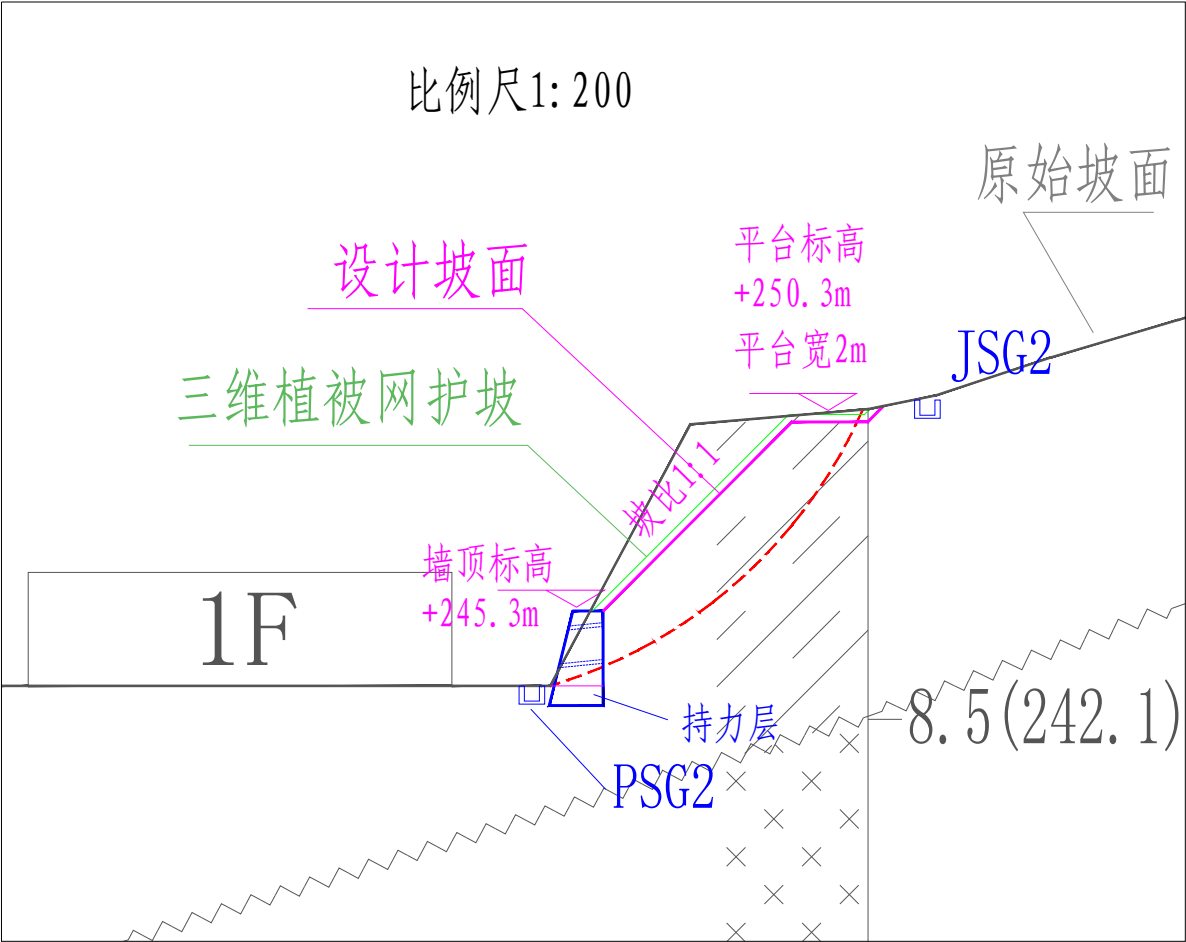 比例尺1:200
原始坡面
平台标高
+250.3m
平台宽2m
设计坡面
JSG2
三维植被网护坡
坡比1:1
墙顶标高
+245.3m
1F
持力层
8.5(242.1)
PSG2